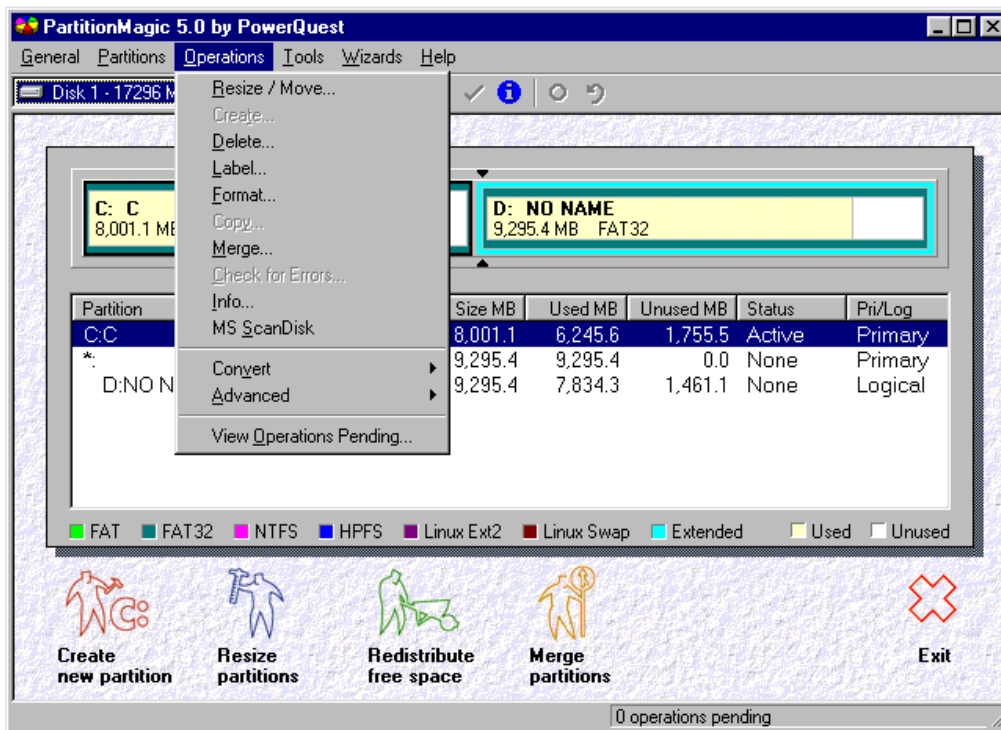 PartitionMagic 5.0 by PowerQuest
General Partitions Operations Tools Wizards Help
Disk 1 - 17296 M
Resize / Move...
Create...
Delete...
Label...
Format...
Copy...
Merge...
Check for Errors...
Info...
MS ScanDisk
Convert
Advanced
View Operations Pending...
C: C
8,001.1 MB
D: NO NAME
9,295.4 MB FAT32
Partition Size MB Used MB Unused MB Status Pri/Log
C:C 8,001.1 6,245.6 1,755.5 Active Primary
*: 9,295.4 9,295.4 0.0 None Primary
D:NO N 9,295.4 7,834.3 1,461.1 None Logical
FAT FAT32 NTFS HPFS Linux Ext2 Linux Swap Extended Used Unused
C:
Create
new partition
Resize
partitions
Redistribute
free space
Merge
partitions
Exit
0 operations pending